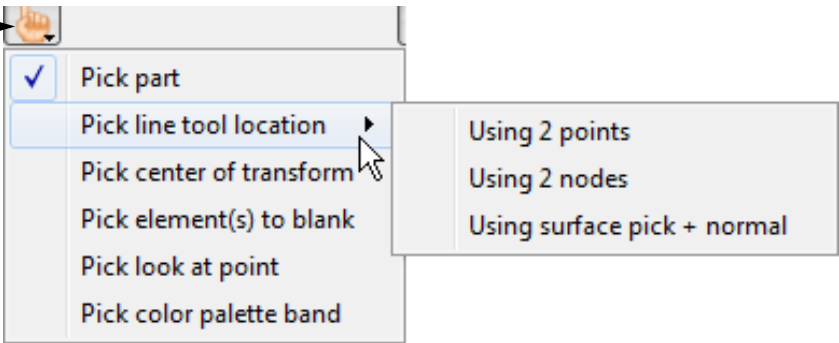 Pick part
Pick line tool location
Pick center of transform
Pick element(s) to blank
Pick look at point
Pick color palette band
Using 2 points
Using 2 nodes
Using surface pick + normal